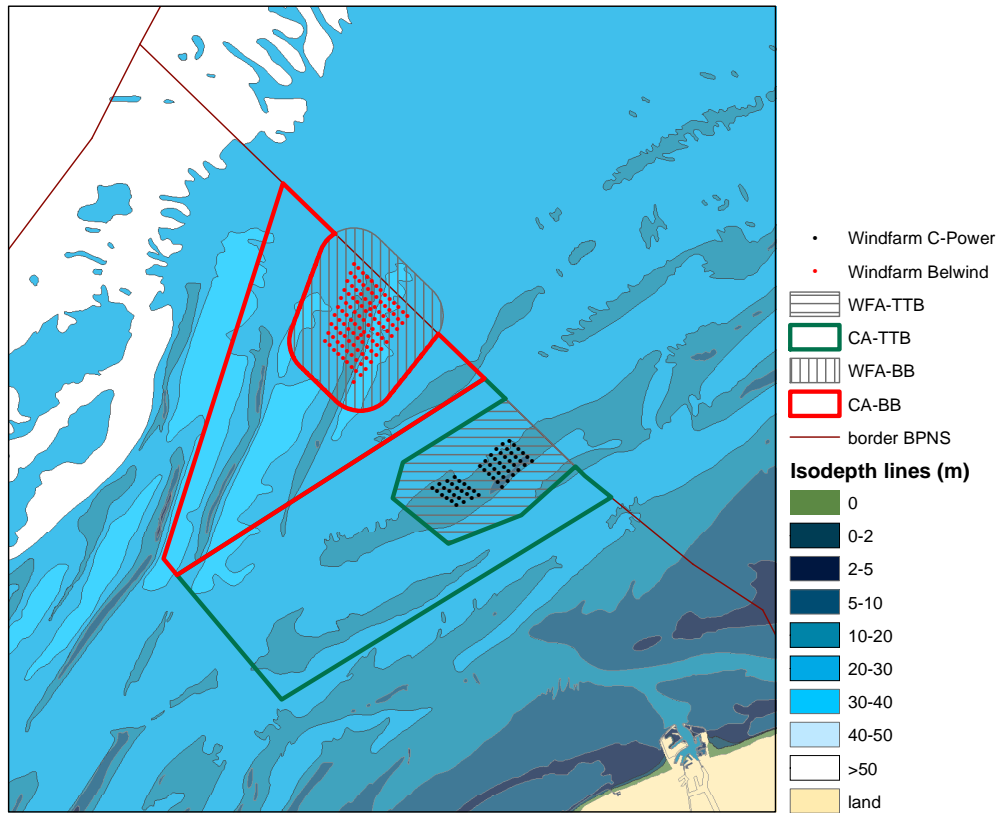 Windfarm C-Power
Windfarm Belwind
WFA-TTB
CA-TTB
WFA-BB
CA-BB
border BPNS
Isodepth lines (m)
0
0-2
2-5
5-10
10-20
20-30
30-40
40-50
>50
land